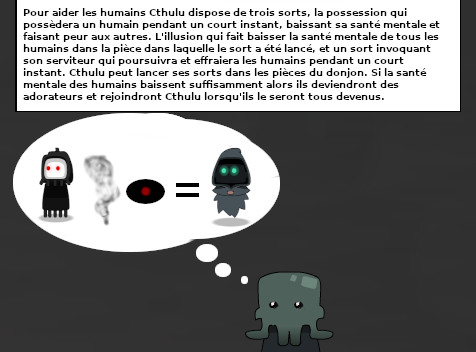 Pour aider les humains Cthulu dispose de trois sorts, la possession qui
possèdera un humain pendant un court instant, baissant sa santé mentale et
faisant peur aux autres. L'illusion qui fait baisser la santé mentale de tous les
humains dans la pièce dans laquelle le sort a été lancé, et un sort invoquant
son serviteur qui poursuivra et effraiera les humains pendant un court
instant. Cthulu peut lancer ses sorts dans les pièces du donjon. Si la santé
mentale des humains baissent suffisamment alors ils deviendront des
adorateurs et rejoindront Cthulu lorsqu'ils le seront tous devenus.